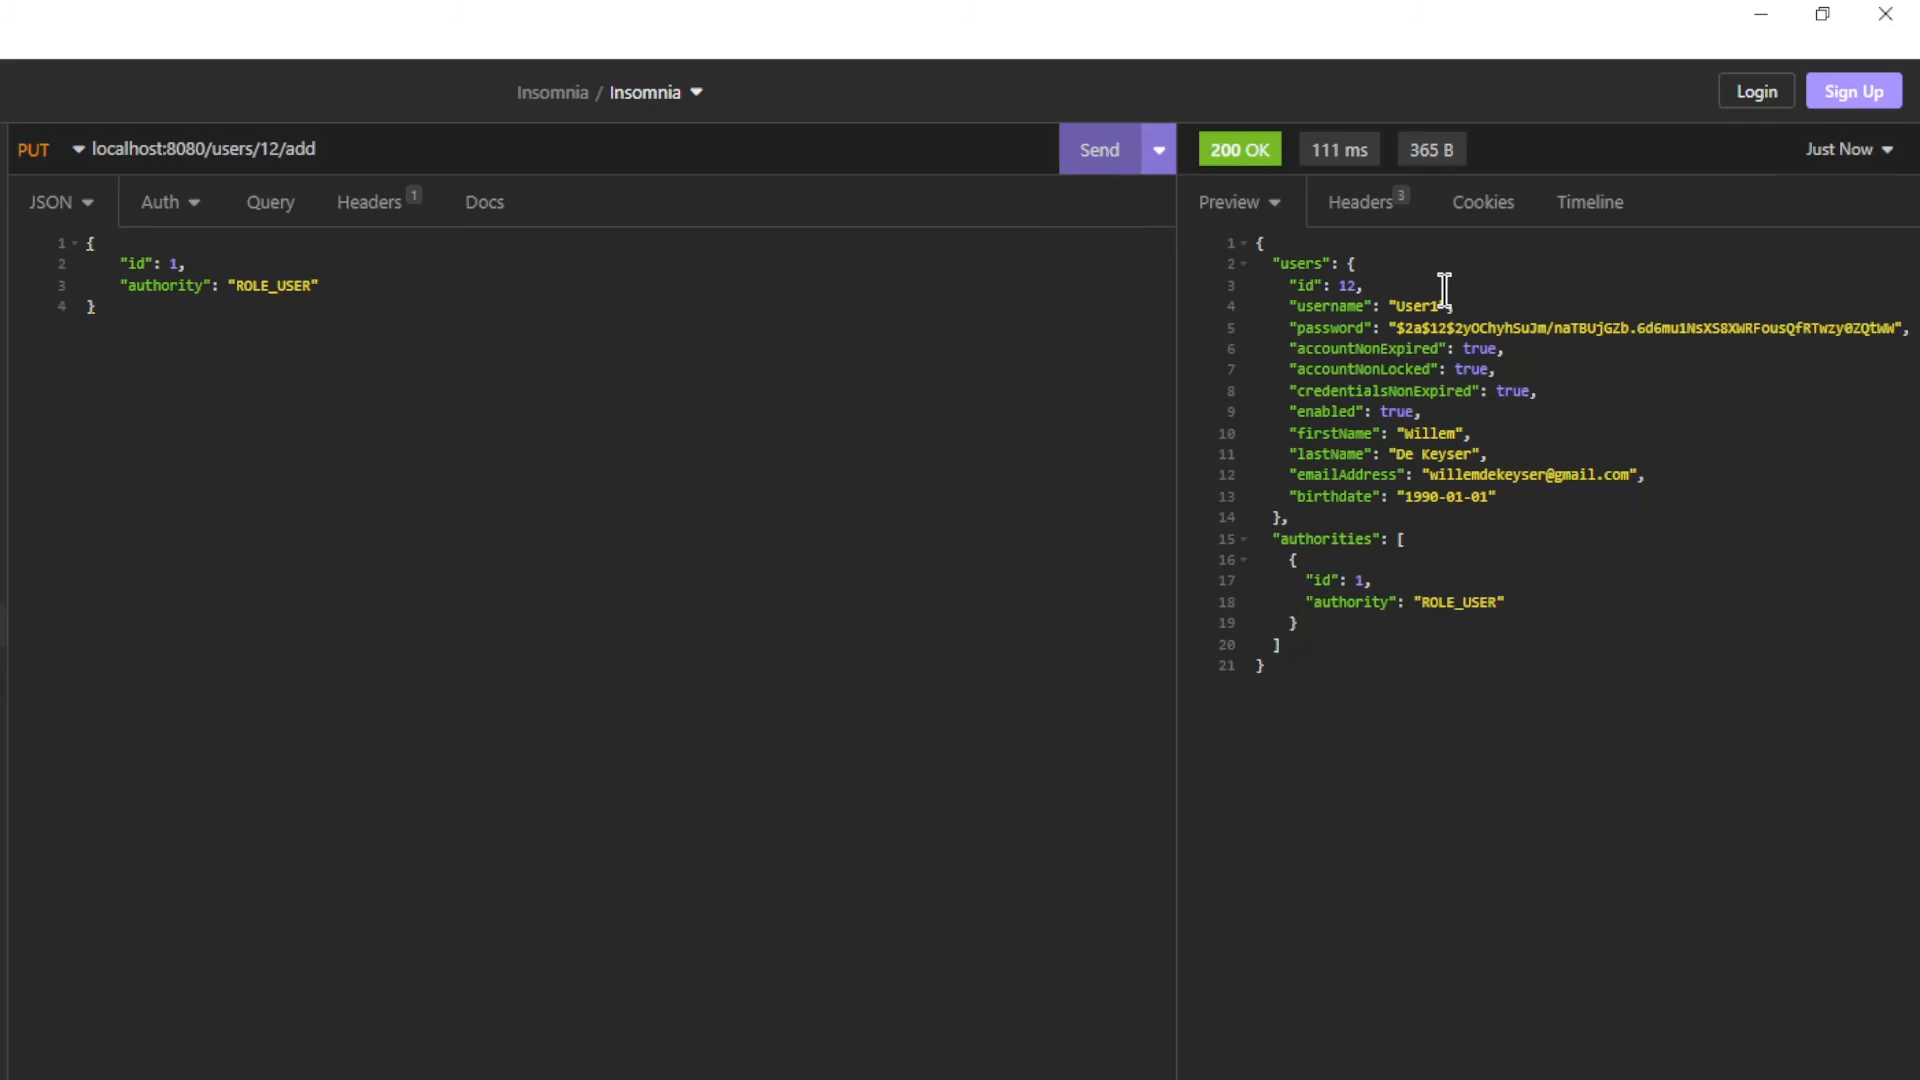 Insomnia / Insomnia
Login
Sign Up
PUT
localhost:8080/users/12/add
Send
200 OK
111 ms
365 B
Just Now
JSON
Auth
Query
Headers 1
Docs
Preview
Headers 3
Cookies
Timeline
1 {
2 "id": 1,
3 "authority": "ROLE_USER"
4 }
1 {
2 "users": {
3 "id": 12,
4 "username": "User1",
5 "password": "$2a$12$2yOChyhSuJm/naTBUjGZb.6d6mu1NsXS8XWRFousQfRTwzy0ZQtWW",
6 "accountNonExpired": true,
7 "accountNonLocked": true,
8 "credentialsNonExpired": true,
9 "enabled": true,
10 "firstName": "Willem",
11 "lastName": "De Keyser",
12 "emailAddress": "willemdekeyser@gmail.com",
13 "birthdate": "1990-01-01"
14 },
15 "authorities": [
16 {
17 "id": 1,
18 "authority": "ROLE_USER"
19 }
20 ]
21 }